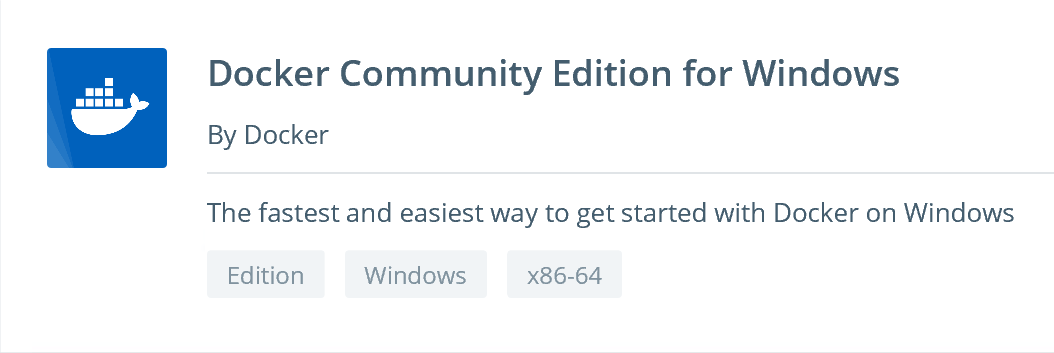 Docker Community Edition for Windows
By Docker
The fastest and easiest way to get started with Docker on Windows
Edition Windows x86-64